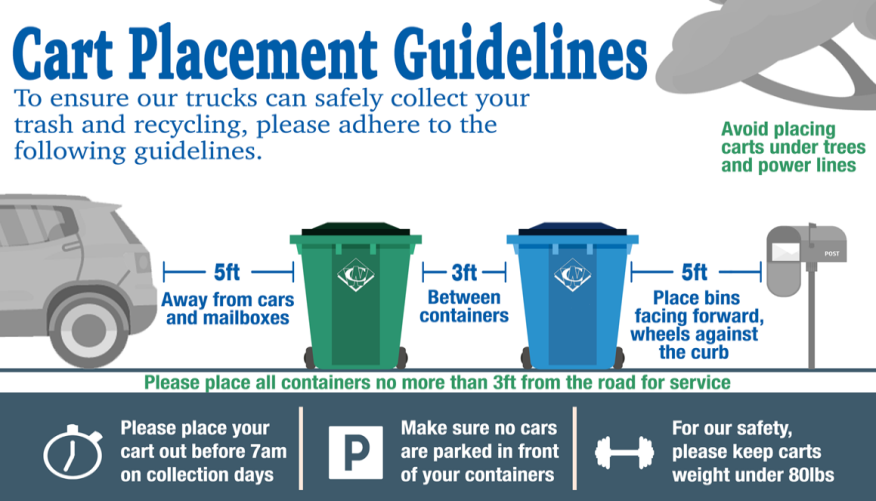 Cart Placement Guidelines
To ensure our trucks can safely collect your
trash and recycling, please adhere to the
following guidelines.
Avoid placing
carts under trees
and power lines
5ft
Away from cars
and mailboxes
3ft
Between
containers
5ft
Place bins
facing forward,
wheels against
the curb
POST
Please place all containers no more than 3ft from the road for service
Please place your
cart out before 7am
on collection days
P
Make sure no cars
are parked in front
of your containers
For our safety,
please keep carts
weight under 80lbs